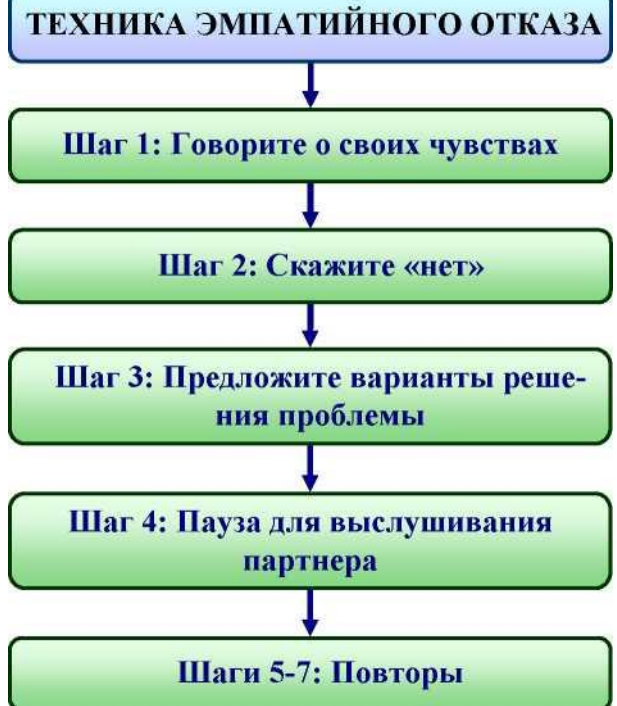 ТЕХНИКА ЭМПАТИЙНОГО ОТКАЗА
Шаг 1: Говорите о своих чувствах
Шаг 2: Скажите «нет»
Шаг 3: Предложите варианты реше-
ния проблемы
Шаг 4: Пауза для выслушивания
партнера
Шаги 5-7: Повторы